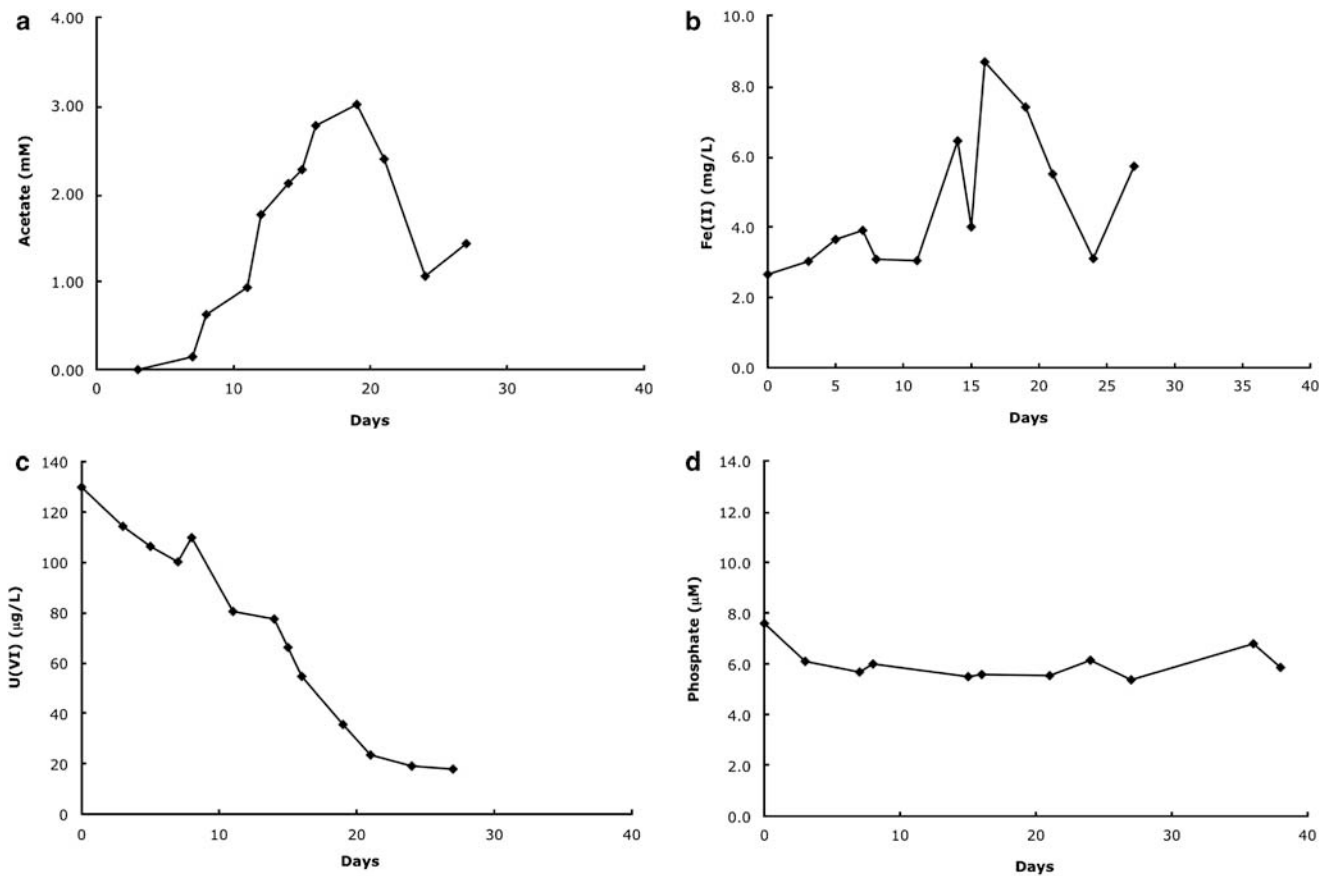 a
4.00
3.00
2.00
1.00
0.00
Acetate (mM)
0 10 20 30 40
Days
b
10.0
8.0
6.0
4.0
2.0
0.0
Fe(II) (mg/L)
0 5 10 15 20 25 30 35 40
Days
c
140
120
100
80
60
40
20
0
U(VI) (μg/L)
0 10 20 30 40
Days
d
14.0
12.0
10.0
8.0
6.0
4.0
2.0
0.0
Phosphate (μM)
0 10 20 30 40
Days